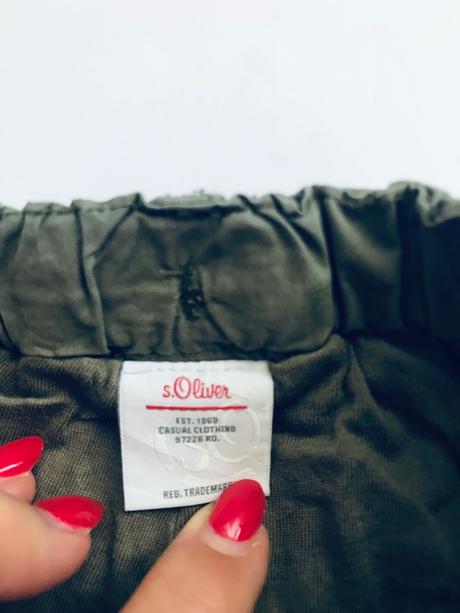 s.Oliver
EST. 1969
CASUAL CLOTHING
97228 RO.
REG. TRADEMARK